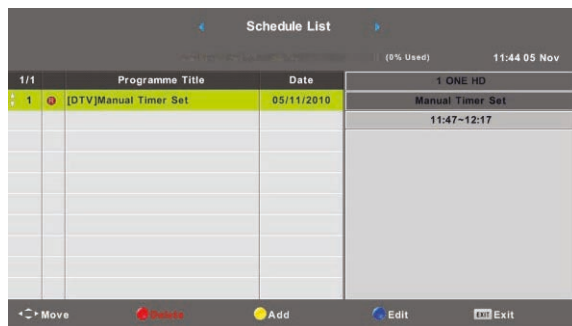 Schedule List
(0% Used) 11:44 05 Nov
1/1 Programme Title Date 1 ONE HD
1 [DTV]Manual Timer Set 05/11/2010 Manual Timer Set
11:47~12:17
Move Delete Add Edit EXIT Exit